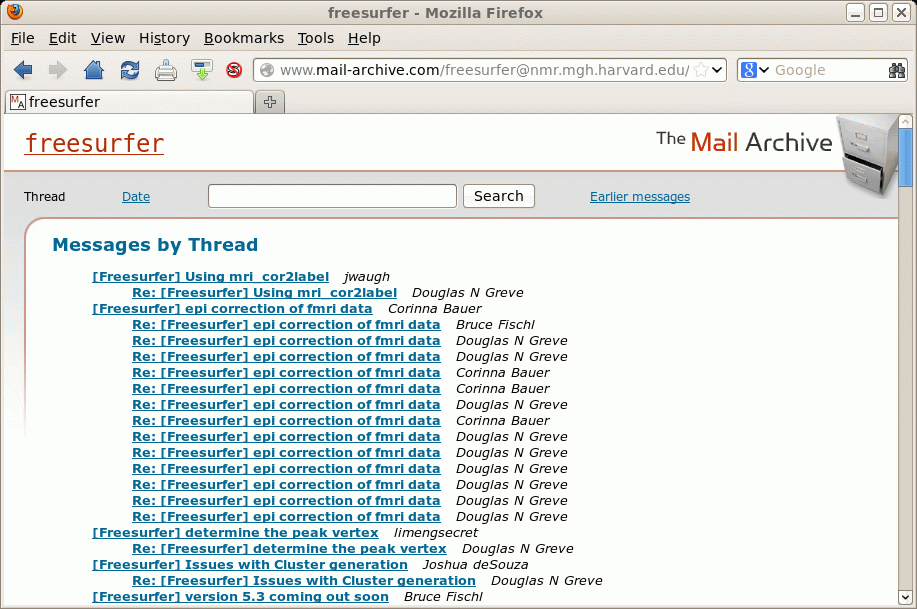 freesurfer - Mozilla Firefox
File Edit View History Bookmarks Tools Help
www.mail-archive.com/freesurfer@nmr.mgh.harvard.edu/ Google
freesurfer
freesurfer The Mail Archive
Thread Date Search Earlier messages
Messages by Thread
[Freesurfer] Using mri_cor2label jwaugh
Re: [Freesurfer] Using mri_cor2label Douglas N Greve
[Freesurfer] epi correction of fmri data Corinna Bauer
Re: [Freesurfer] epi correction of fmri data Bruce Fischl
Re: [Freesurfer] epi correction of fmri data Douglas N Greve
Re: [Freesurfer] epi correction of fmri data Douglas N Greve
Re: [Freesurfer] epi correction of fmri data Corinna Bauer
Re: [Freesurfer] epi correction of fmri data Corinna Bauer
Re: [Freesurfer] epi correction of fmri data Douglas N Greve
Re: [Freesurfer] epi correction of fmri data Corinna Bauer
Re: [Freesurfer] epi correction of fmri data Douglas N Greve
Re: [Freesurfer] epi correction of fmri data Douglas N Greve
Re: [Freesurfer] epi correction of fmri data Douglas N Greve
Re: [Freesurfer] epi correction of fmri data Douglas N Greve
Re: [Freesurfer] epi correction of fmri data Douglas N Greve
Re: [Freesurfer] epi correction of fmri data Douglas N Greve
[Freesurfer] determine the peak vertex limengsecret
Re: [Freesurfer] determine the peak vertex Douglas N Greve
[Freesurfer] Issues with Cluster generation Joshua deSouza
Re: [Freesurfer] Issues with Cluster generation Douglas N Greve
[Freesurfer] version 5.3 coming out soon Bruce Fischl